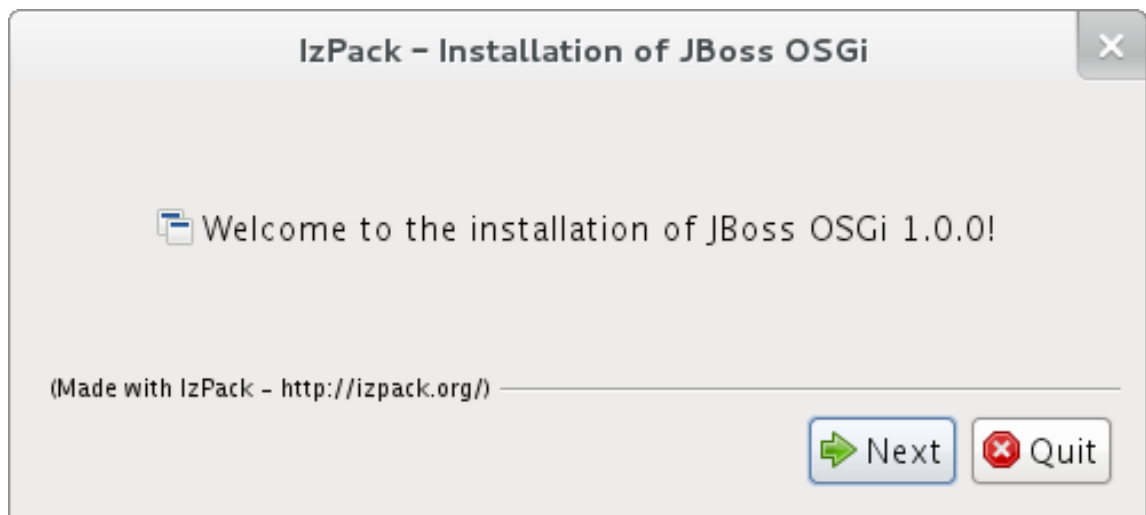 IzPack - Installation of JBoss OSGi
Welcome to the installation of JBoss OSGi 1.0.0!
(Made with IzPack - http://izpack.org/)
Next
Quit